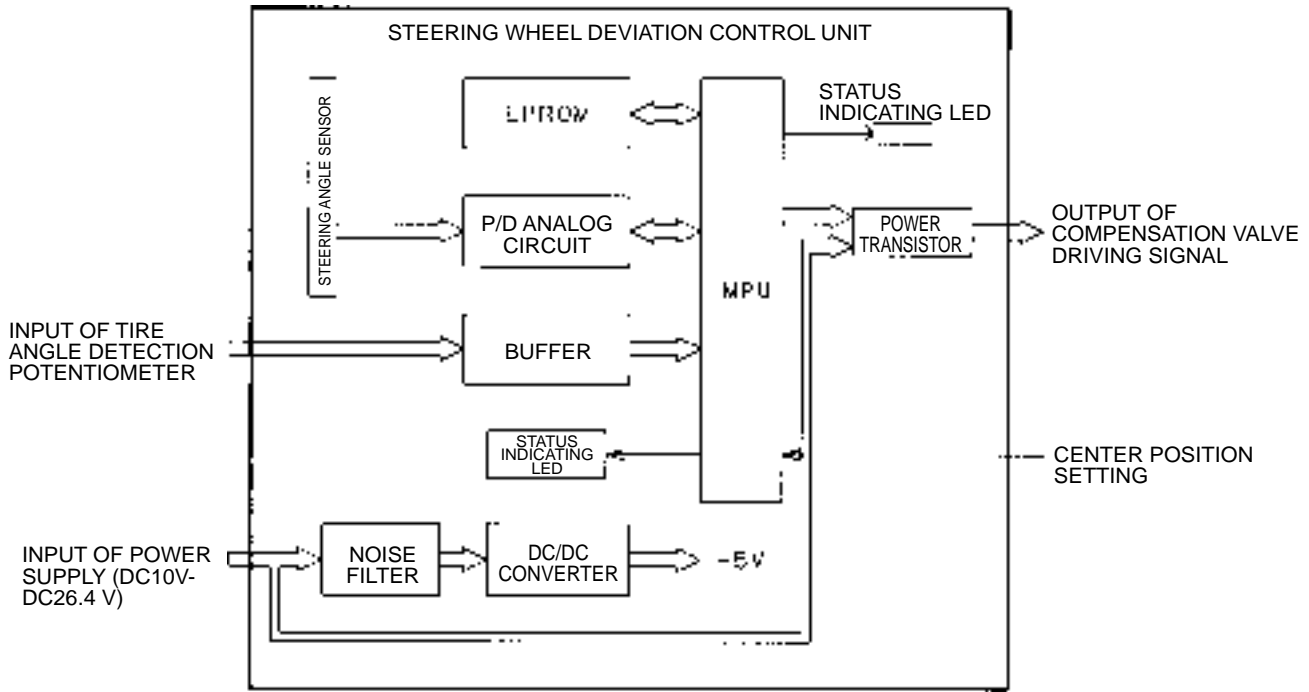 STEERING WHEEL DEVIATION CONTROL UNIT
STEERING ANGLE SENSOR
EPROM
STATUS
INDICATING LED
P/D ANALOG
CIRCUIT
POWER
TRANSISTOR
OUTPUT OF
COMPENSATION VALVE
DRIVING SIGNAL
MPU
INPUT OF TIRE
ANGLE DETECTION
POTENTIOMETER
BUFFER
STATUS
INDICATING
LED
CENTER POSITION
SETTING
INPUT OF POWER
SUPPLY (DC10V-
DC26.4 V)
NOISE
FILTER
DC/DC
CONVERTER
-5V